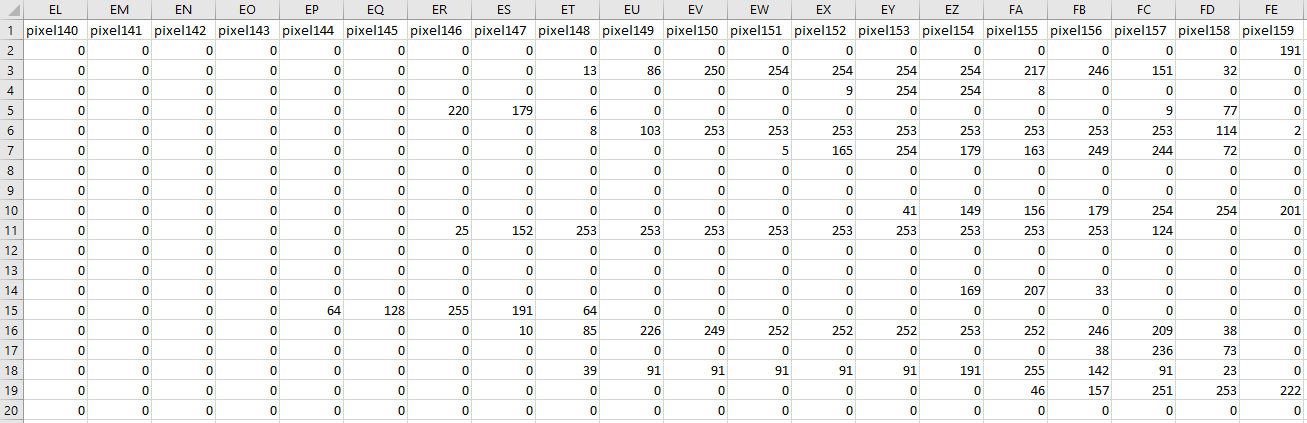 EL EM EN EO EP EQ ER ES ET EU EV EW EX EY EZ FA FB FC FD FE
1 pixel140 pixel141 pixel142 pixel143 pixel144 pixel145 pixel146 pixel147 pixel148 pixel149 pixel150 pixel151 pixel152 pixel153 pixel154 pixel155 pixel156 pixel157 pixel158 pixel159
2 0 0 0 0 0 0 0 0 0 0 0 0 0 0 0 0 0 0 0 191
3 0 0 0 0 0 0 0 0 13 86 250 254 254 254 254 217 246 151 32 0
4 0 0 0 0 0 0 0 0 0 0 0 0 9 254 254 8 0 0 0 0
5 0 0 0 0 0 0 220 179 6 0 0 0 0 0 0 0 0 9 77 0
6 0 0 0 0 0 0 0 0 8 103 253 253 253 253 253 253 253 253 114 2
7 0 0 0 0 0 0 0 0 0 0 0 5 165 254 179 163 249 244 72 0
8 0 0 0 0 0 0 0 0 0 0 0 0 0 0 0 0 0 0 0 0
9 0 0 0 0 0 0 0 0 0 0 0 0 0 0 0 0 0 0 0 0
10 0 0 0 0 0 0 0 0 0 0 0 0 0 41 149 156 179 254 254 201
11 0 0 0 0 0 0 25 152 253 253 253 253 253 253 253 253 253 124 0 0
12 0 0 0 0 0 0 0 0 0 0 0 0 0 0 0 0 0 0 0 0
13 0 0 0 0 0 0 0 0 0 0 0 0 0 0 0 0 0 0 0 0
14 0 0 0 0 0 0 0 0 0 0 0 0 0 0 169 207 33 0 0 0
15 0 0 0 0 64 128 255 191 64 0 0 0 0 0 0 0 0 0 0 0
16 0 0 0 0 0 0 0 10 85 226 249 252 252 252 253 252 246 209 38 0
17 0 0 0 0 0 0 0 0 0 0 0 0 0 0 0 0 38 236 73 0
18 0 0 0 0 0 0 0 0 39 91 91 91 91 91 191 255 142 91 23 0
19 0 0 0 0 0 0 0 0 0 0 0 0 0 0 0 46 157 251 253 222
20 0 0 0 0 0 0 0 0 0 0 0 0 0 0 0 0 0 0 0 0